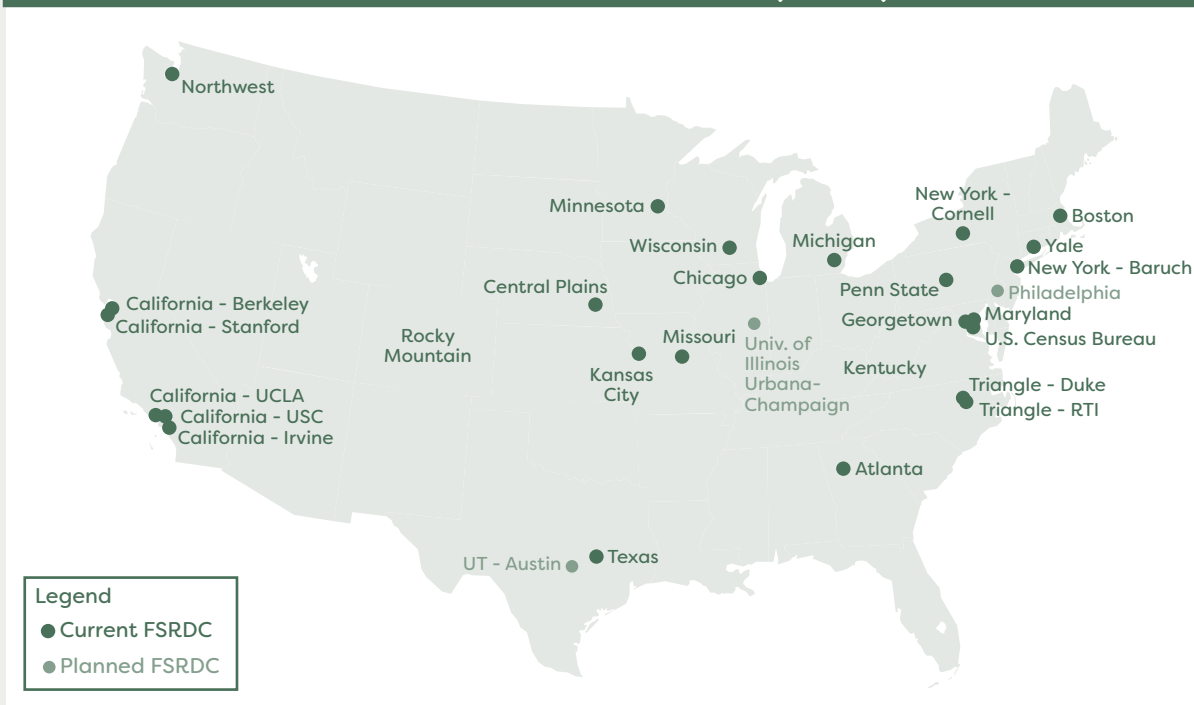 Northwest
New York -
Cornell
Minnesota
Boston
Wisconsin
Michigan
Yale
Chicago
New York - Baruch
Central Plains
Penn State
Philadelphia
California - Berkeley
California - Stanford
Georgetown
Maryland
U.S. Census Bureau
Rocky
Mountain
Missouri
Univ. of
Illinois
Urbana-
Champaign
Kentucky
Kansas
City
Triangle - Duke
Triangle - RTI
California - UCLA
California - USC
California - Irvine
Atlanta
UT - Austin
Texas
Legend
Current FSRDC
Planned FSRDC